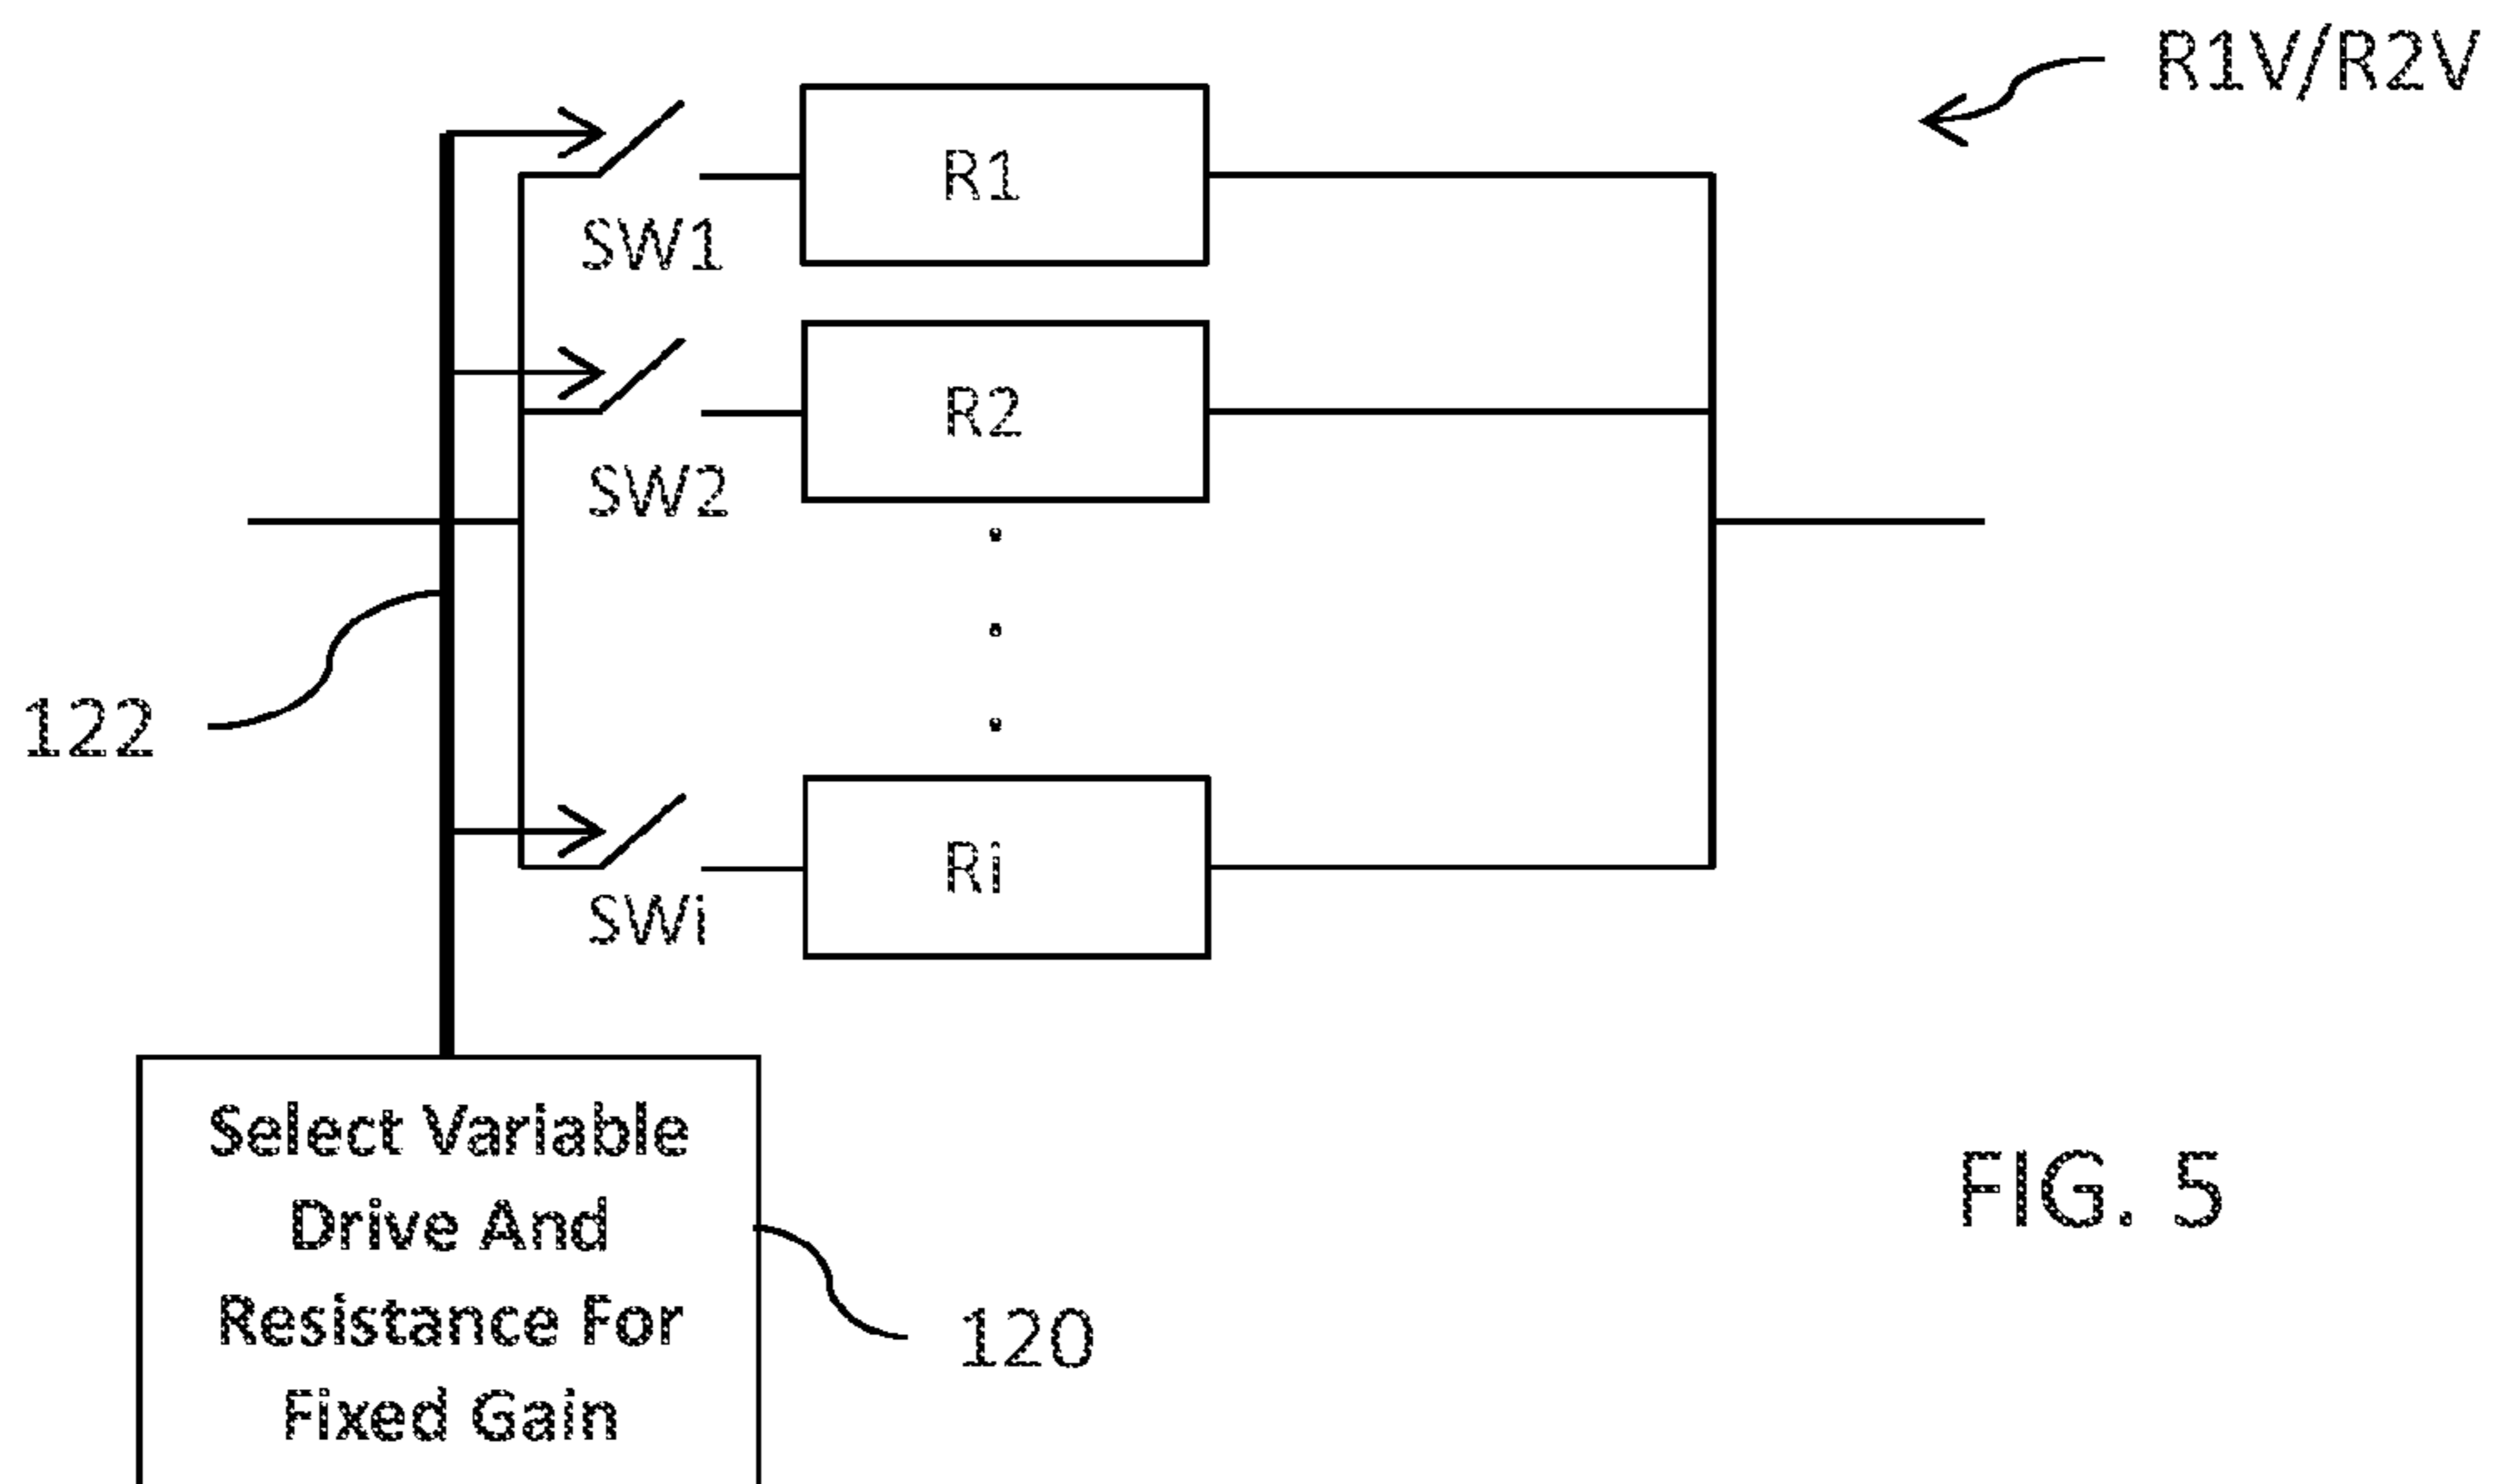 R1V/R2V
R1
SW1
R2
SW2
122
Ri
SWi
Select Variable
Drive And
Resistance For
Fixed Gain
120
FIG. 5